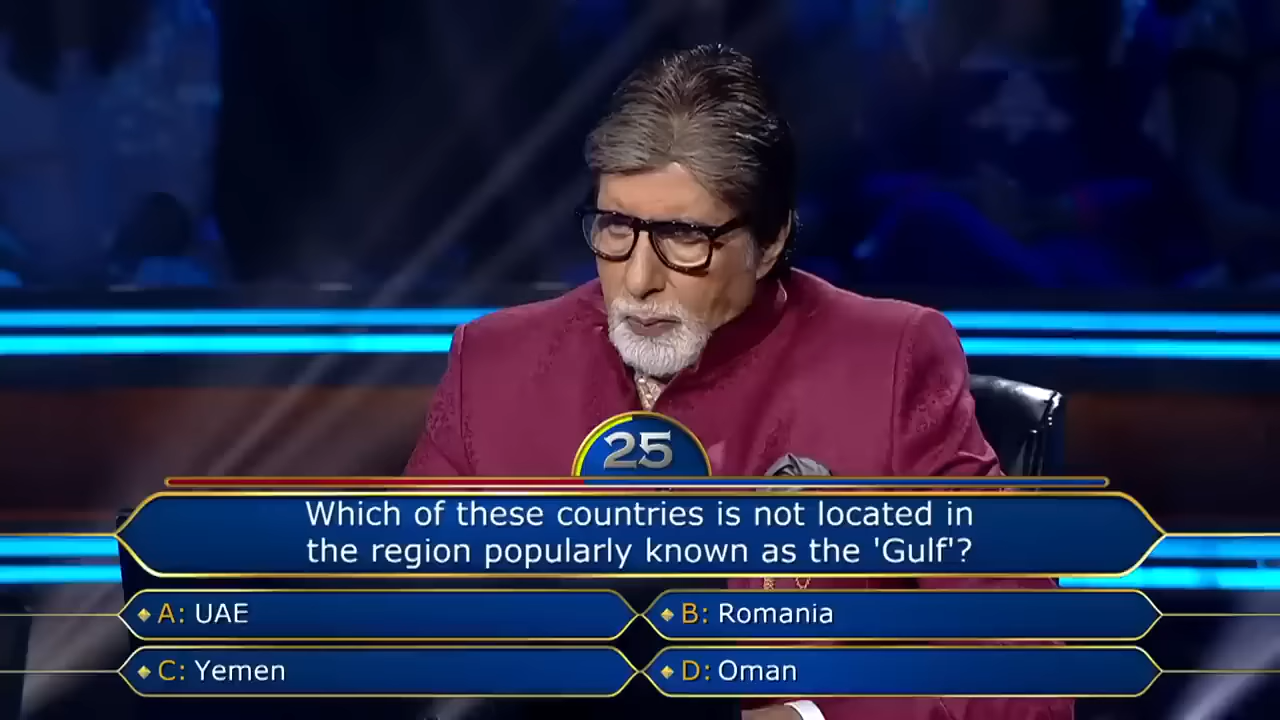 25
Which of these countries is not located in
the region popularly known as the 'Gulf'?
A: UAE
B: Romania
C: Yemen
D: Oman